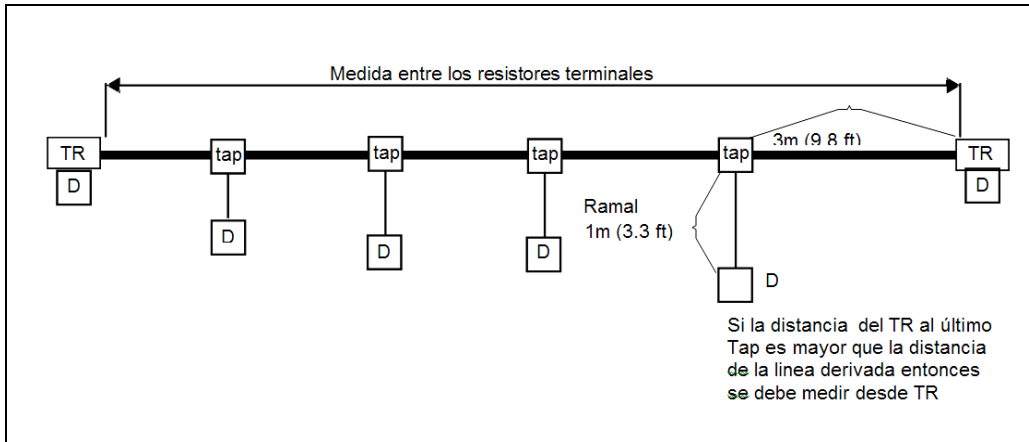 Medida entre los resistores terminales
3m (9.8 ft)
TR
tap
tap
tap
tap
TR
D
D
Ramal
1m (3.3 ft)
D
D
D
D
Si la distancia del TR al último
Tap es mayor que la distancia
de la linea derivada entonces
se debe medir desde TR